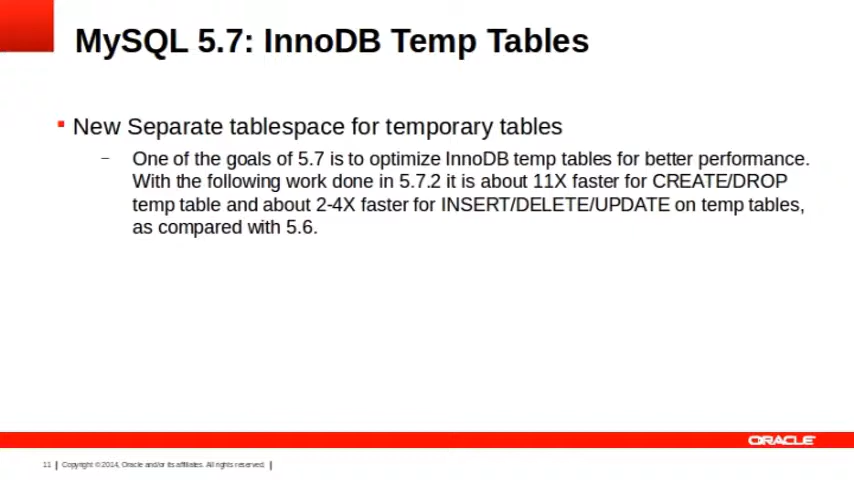 MySQL 5.7: InnoDB Temp Tables
New Separate tablespace for temporary tables
– One of the goals of 5.7 is to optimize InnoDB temp tables for better performance.
With the following work done in 5.7.2 it is about 11X faster for CREATE/DROP
temp table and about 2-4X faster for INSERT/DELETE/UPDATE on temp tables,
as compared with 5.6.
ORACLE
11 | Copyright © 2014, Oracle and/or its affiliates. All rights reserved. |